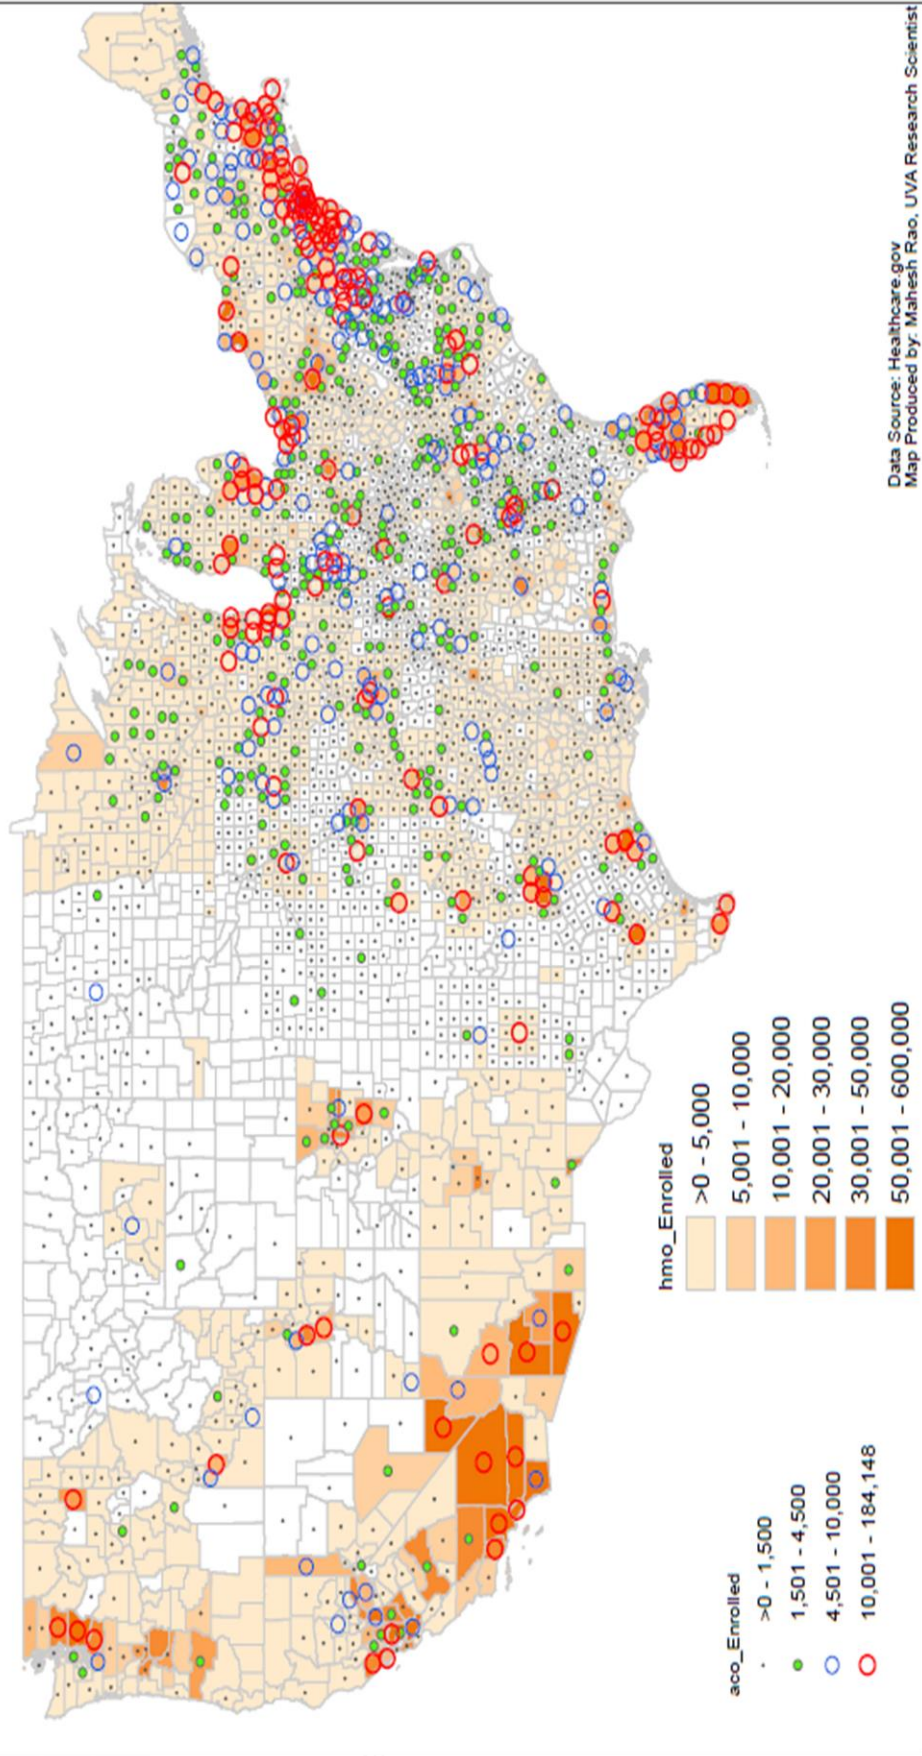 hmo_Enrolled
>0 - 5,000
5,001 - 10,000
10,001 - 20,000
20,001 - 30,000
30,001 - 50,000
50,001 - 600,000
aco_Enrolled
>0 - 1,500
1,501 - 4,500
4,501 - 10,000
10,001 - 184,148
Data Source: Healthcare.gov
Map Produced by: Mahesh Rao, UVA Research Scientist